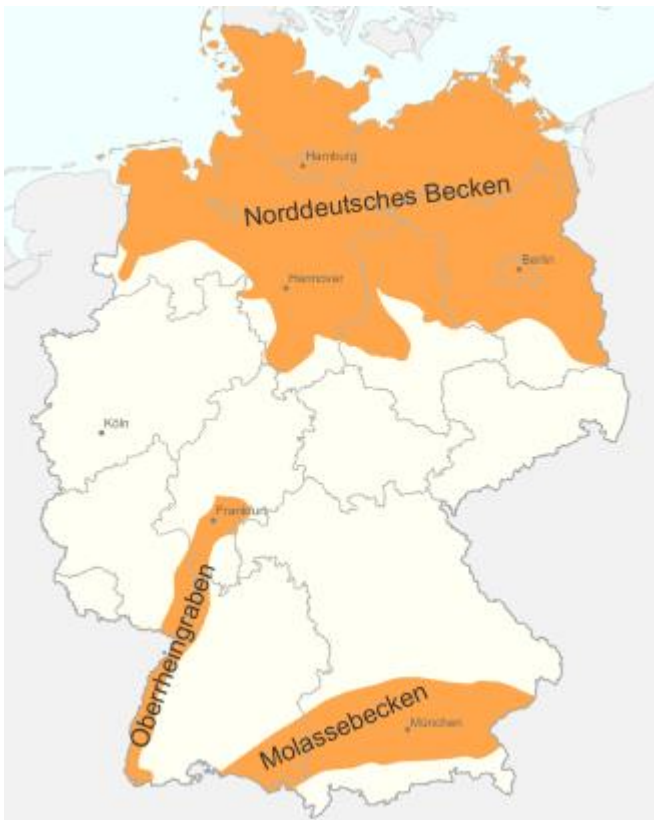 Hamburg
Norddeutsches Becken
Berlin
Hannover
Köln
Frankfurt
Oberrheingraben
Molassebecken
München